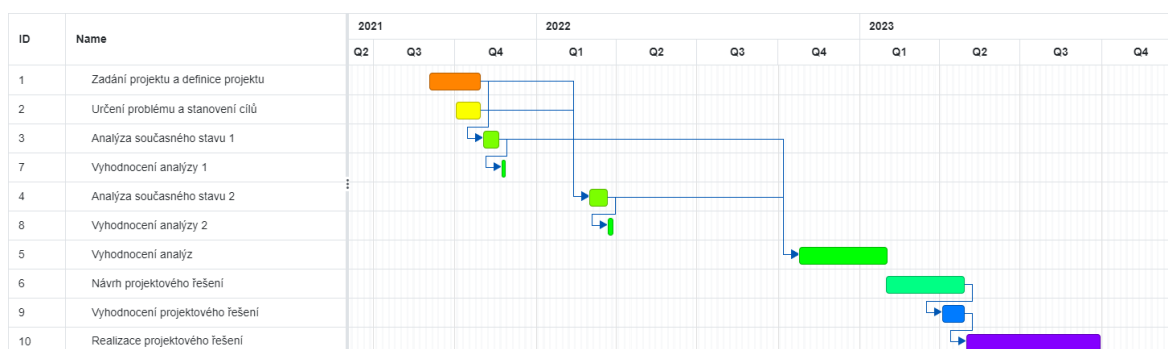 ID Name 2021 2022 2023
Q2 Q3 Q4 Q1 Q2 Q3 Q4 Q1 Q2 Q3 Q4
1 Zadání projektu a definice projektu
2 Určení problému a stanovení cílů
3 Analýza současného stavu 1
7 Vyhodnocení analýzy 1
4 Analýza současného stavu 2
8 Vyhodnocení analýzy 2
5 Vyhodnocení analýz
6 Návrh projektového řešení
9 Vyhodnocení projektového řešení
10 Realizace projektového řešení